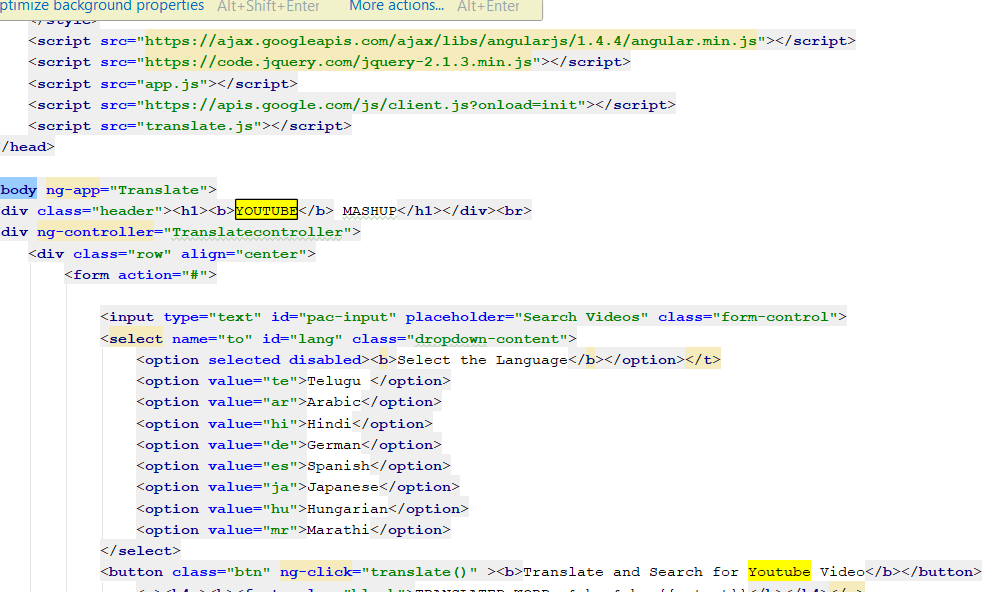 ptimize background properties Alt+Shift+Enter More actions... Alt+Enter
</style>
<script src="https://ajax.googleapis.com/ajax/libs/angularjs/1.4.4/angular.min.js"></script>
<script src="https://code.jquery.com/jquery-2.1.3.min.js"></script>
<script src="app.js"></script>
<script src="https://apis.google.com/js/client.js?onload=init"></script>
<script src="translate.js"></script>
/head>
body ng-app="Translate">
div class="header"><h1><b>YOUTUBE</b> MASHUP</h1></div><br>
div ng-controller="Translatecontroller">
<div class="row" align="center">
<form action="#">
<input type="text" id="pac-input" placeholder="Search Videos" class="form-control">
<select name="to" id="lang" class="dropdown-content">
<option selected disabled><b>Select the Language</b></option></t>
<option value="te">Telugu </option>
<option value="ar">Arabic</option>
<option value="hi">Hindi</option>
<option value="de">German</option>
<option value="es">Spanish</option>
<option value="ja">Japanese</option>
<option value="hu">Hungarian</option>
<option value="mr">Marathi</option>
</select>
<button class="btn" ng-click="translate()" ><b>Translate and Search for Youtube Video</b></button>